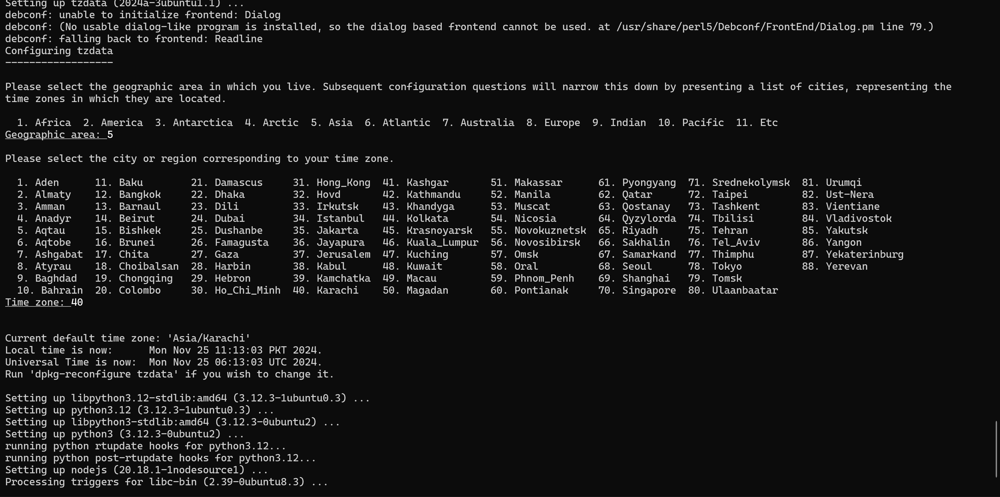 Setting up tzdata (2024a-3ubuntu1.1) ...
debconf: unable to initialize frontend: Dialog
debconf: (No usable dialog-like program is installed, so the dialog based frontend cannot be used. at /usr/share/perl5/Debconf/FrontEnd/Dialog.pm line 79.)
debconf: falling back to frontend: Readline
Configuring tzdata
------------------
Please select the geographic area in which you live. Subsequent configuration questions will narrow this down by presenting a list of cities, representing the
time zones in which they are located.
1. Africa  2. America  3. Antarctica  4. Arctic  5. Asia  6. Atlantic  7. Australia  8. Europe  9. Indian  10. Pacific  11. Etc
Geographic area: 5
Please select the city or region corresponding to your time zone.
1. Aden      11. Baku        21. Damascus     31. Hong_Kong  41. Kashgar       51. Makassar      61. Pyongyang  71. Srednekolymsk  81. Urumqi
2. Almaty    12. Bangkok     22. Dhaka        32. Hovd       42. Kathmandu     52. Manila        62. Qatar      72. Taipei         82. Ust-Nera
3. Amman     13. Barnaul     23. Dili         33. Irkutsk    43. Khandyga      53. Muscat        63. Qostanay   73. Tashkent       83. Vientiane
4. Anadyr    14. Beirut      24. Dubai        34. Istanbul   44. Kolkata       54. Nicosia       64. Qyzylorda  74. Tbilisi        84. Vladivostok
5. Aqtau     15. Bishkek     25. Dushanbe     35. Jakarta    45. Krasnoyarsk   55. Novokuznetsk  65. Riyadh     75. Tehran         85. Yakutsk
6. Aqtobe    16. Brunei      26. Famagusta    36. Jayapura   46. Kuala_Lumpur  56. Novosibirsk   66. Sakhalin   76. Tel_Aviv       86. Yangon
7. Ashgabat  17. Chita       27. Gaza         37. Jerusalem  47. Kuching       57. Omsk          67. Samarkand  77. Thimphu        87. Yekaterinburg
8. Atyrau    18. Choibalsan  28. Harbin       38. Kabul      48. Kuwait        58. Oral          68. Seoul      78. Tokyo          88. Yerevan
9. Baghdad   19. Chongqing   29. Hebron       39. Kamchatka  49. Macau         59. Phnom_Penh    69. Shanghai   79. Tomsk
10. Bahrain  20. Colombo     30. Ho_Chi_Minh  40. Karachi    50. Magadan       60. Pontianak     70. Singapore  80. Ulaanbaatar
Time zone: 40
Current default time zone: 'Asia/Karachi'
Local time is now:      Mon Nov 25 11:13:03 PKT 2024.
Universal Time is now:  Mon Nov 25 06:13:03 UTC 2024.
Run 'dpkg-reconfigure tzdata' if you wish to change it.
Setting up libpython3.12-stdlib:amd64 (3.12.3-1ubuntu0.3) ...
Setting up python3.12 (3.12.3-1ubuntu0.3) ...
Setting up libpython3-stdlib:amd64 (3.12.3-0ubuntu2) ...
Setting up python3 (3.12.3-0ubuntu2) ...
running python rtupdate hooks for python3.12...
running python post-rtupdate hooks for python3.12...
Setting up nodejs (20.18.1-1nodesource1) ...
Processing triggers for libc-bin (2.39-0ubuntu8.3) ...